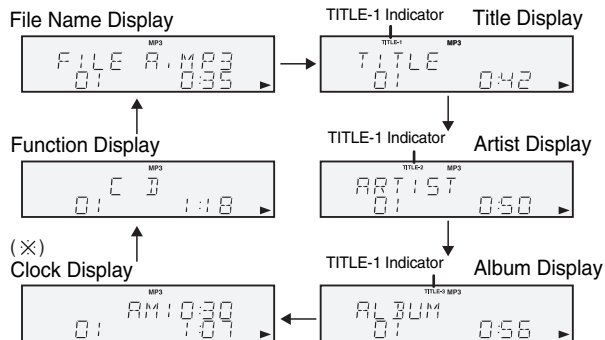 File Name Display
MP3
FILE A.MP3
01 0:35
TITLE-1 Indicator
Title Display
TITLE-1 MP3
TITLE
01 0:42
TITLE-1 Indicator
Artist Display
TITLE-2 MP3
ARTIST
01 0:50
TITLE-1 Indicator
Album Display
TITLE-3 MP3
ALBUM
01 0:56
(※)
Clock Display
MP3
AM10:30
01 1:07
Function Display
MP3
CD
01 1:18